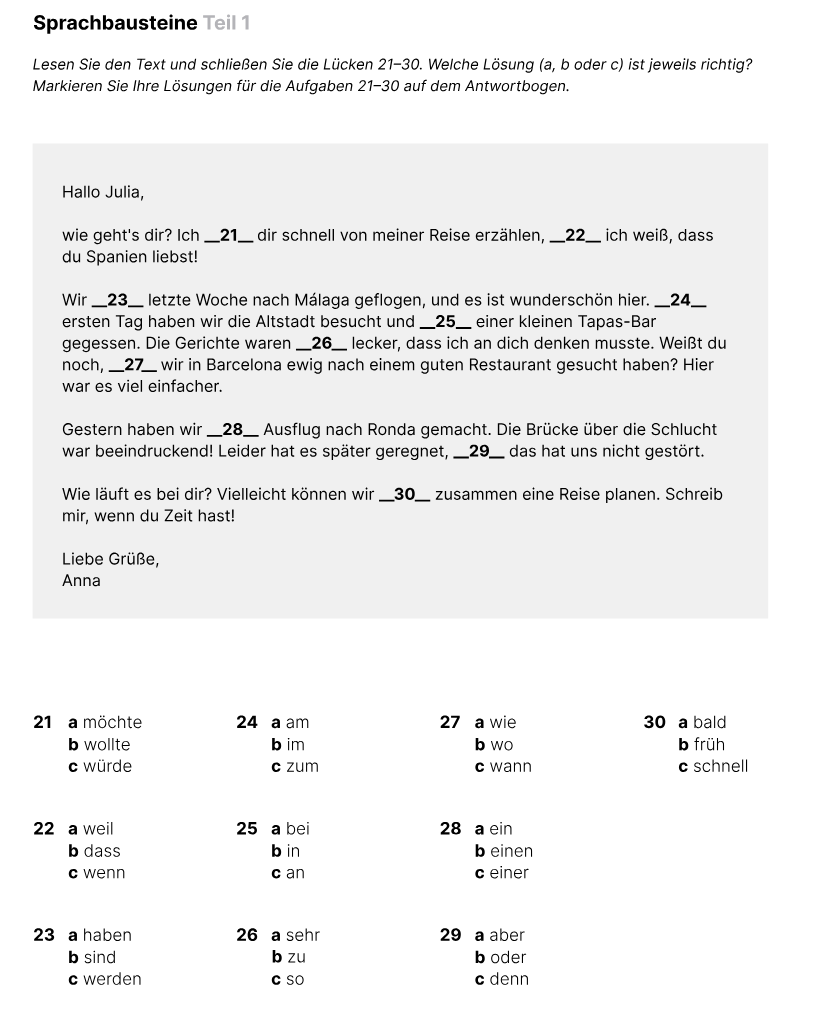 Sprachbausteine Teil 1
Lesen Sie den Text und schließen Sie die Lücken 21–30. Welche Lösung (a, b oder c) ist jeweils richtig?
Markieren Sie Ihre Lösungen für die Aufgaben 21–30 auf dem Antwortbogen.
Hallo Julia,
wie geht's dir? Ich __21__ dir schnell von meiner Reise erzählen, __22__ ich weiß, dass
du Spanien liebst!
Wir __23__ letzte Woche nach Málaga geflogen, und es ist wunderschön hier. __24__
ersten Tag haben wir die Altstadt besucht und __25__ einer kleinen Tapas-Bar
gegessen. Die Gerichte waren __26__ lecker, dass ich an dich denken musste. Weißt du
noch, __27__ wir in Barcelona ewig nach einem guten Restaurant gesucht haben? Hier
war es viel einfacher.
Gestern haben wir __28__ Ausflug nach Ronda gemacht. Die Brücke über die Schlucht
war beeindruckend! Leider hat es später geregnet, __29__ das hat uns nicht gestört.
Wie läuft es bei dir? Vielleicht können wir __30__ zusammen eine Reise planen. Schreib
mir, wenn du Zeit hast!
Liebe Grüße,
Anna
21 a möchte
b wollte
c würde
22 a weil
b dass
c wenn
23 a haben
b sind
c werden
24 a am
b im
c zum
25 a bei
b in
c an
26 a sehr
b zu
c so
27 a wie
b wo
c wann
28 a ein
b einen
c einer
29 a aber
b oder
c denn
30 a bald
b früh
c schnell